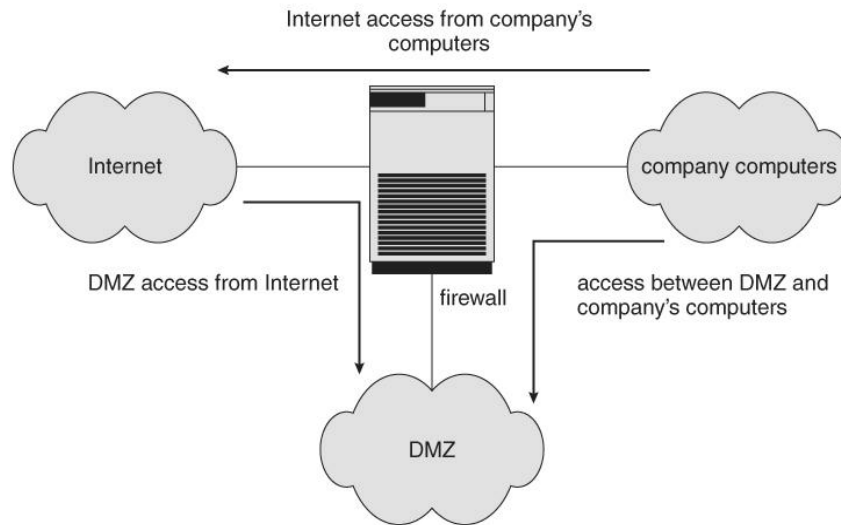 Internet access from company's
computers
Internet
company computers
DMZ access from Internet
firewall
access between DMZ and
company's computers
DMZ